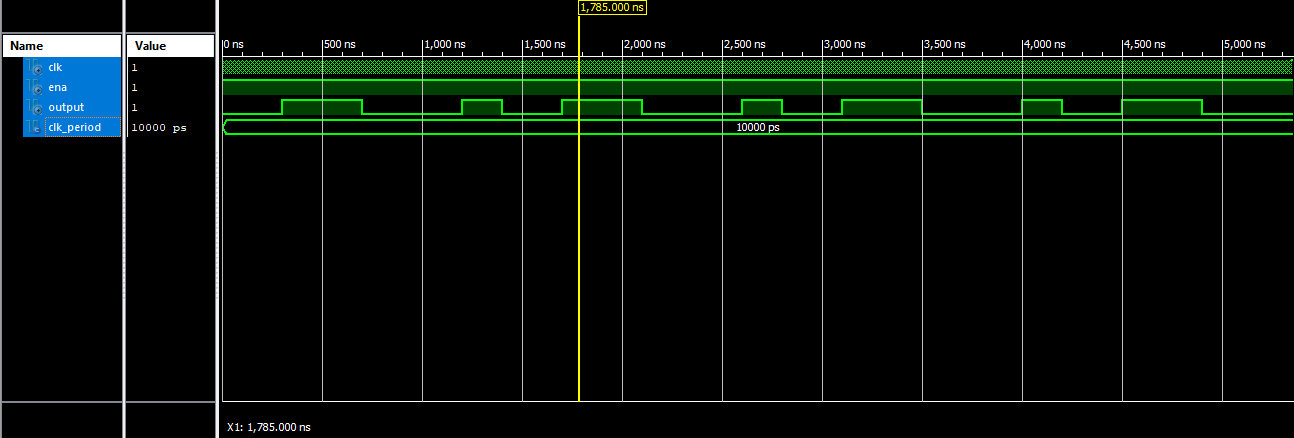 1,785.000 ns
Name Value
0 ns 500 ns 1,000 ns 1,500 ns 2,000 ns 2,500 ns 3,000 ns 3,500 ns 4,000 ns 4,500 ns 5,000 ns
clk 1
ena 1
output 1
clk_period 10000 ps 10000 ps
X1: 1,785.000 ns